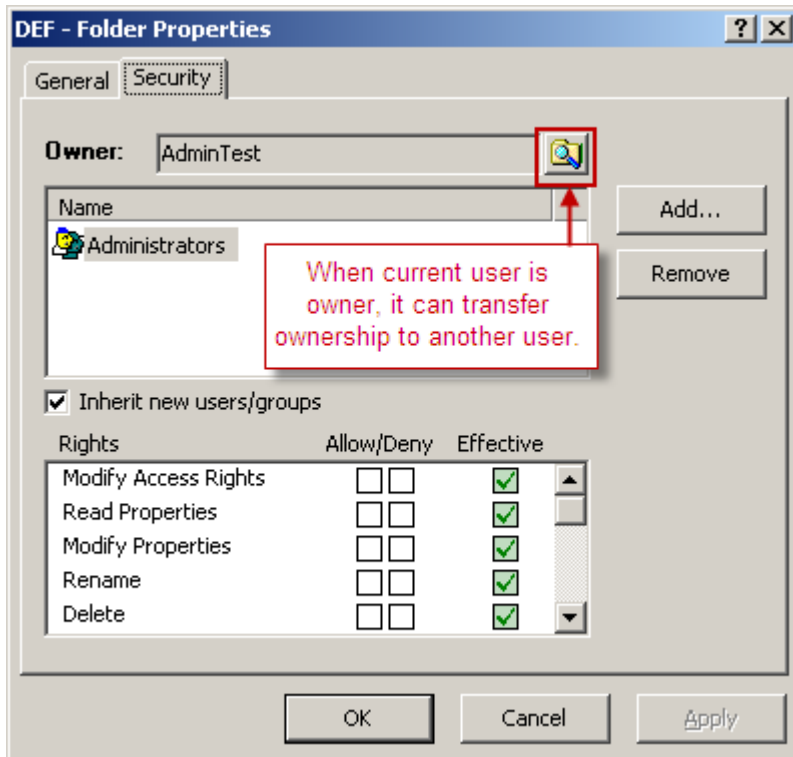 DEF - Folder Properties
General Security
Owner: AdminTest
Name
Add...
Administrators
Remove
When current user is
owner, it can transfer
ownership to another user.
Inherit new users/groups
Rights Allow/Deny Effective
Modify Access Rights
Read Properties
Modify Properties
Rename
Delete
OK Cancel Apply